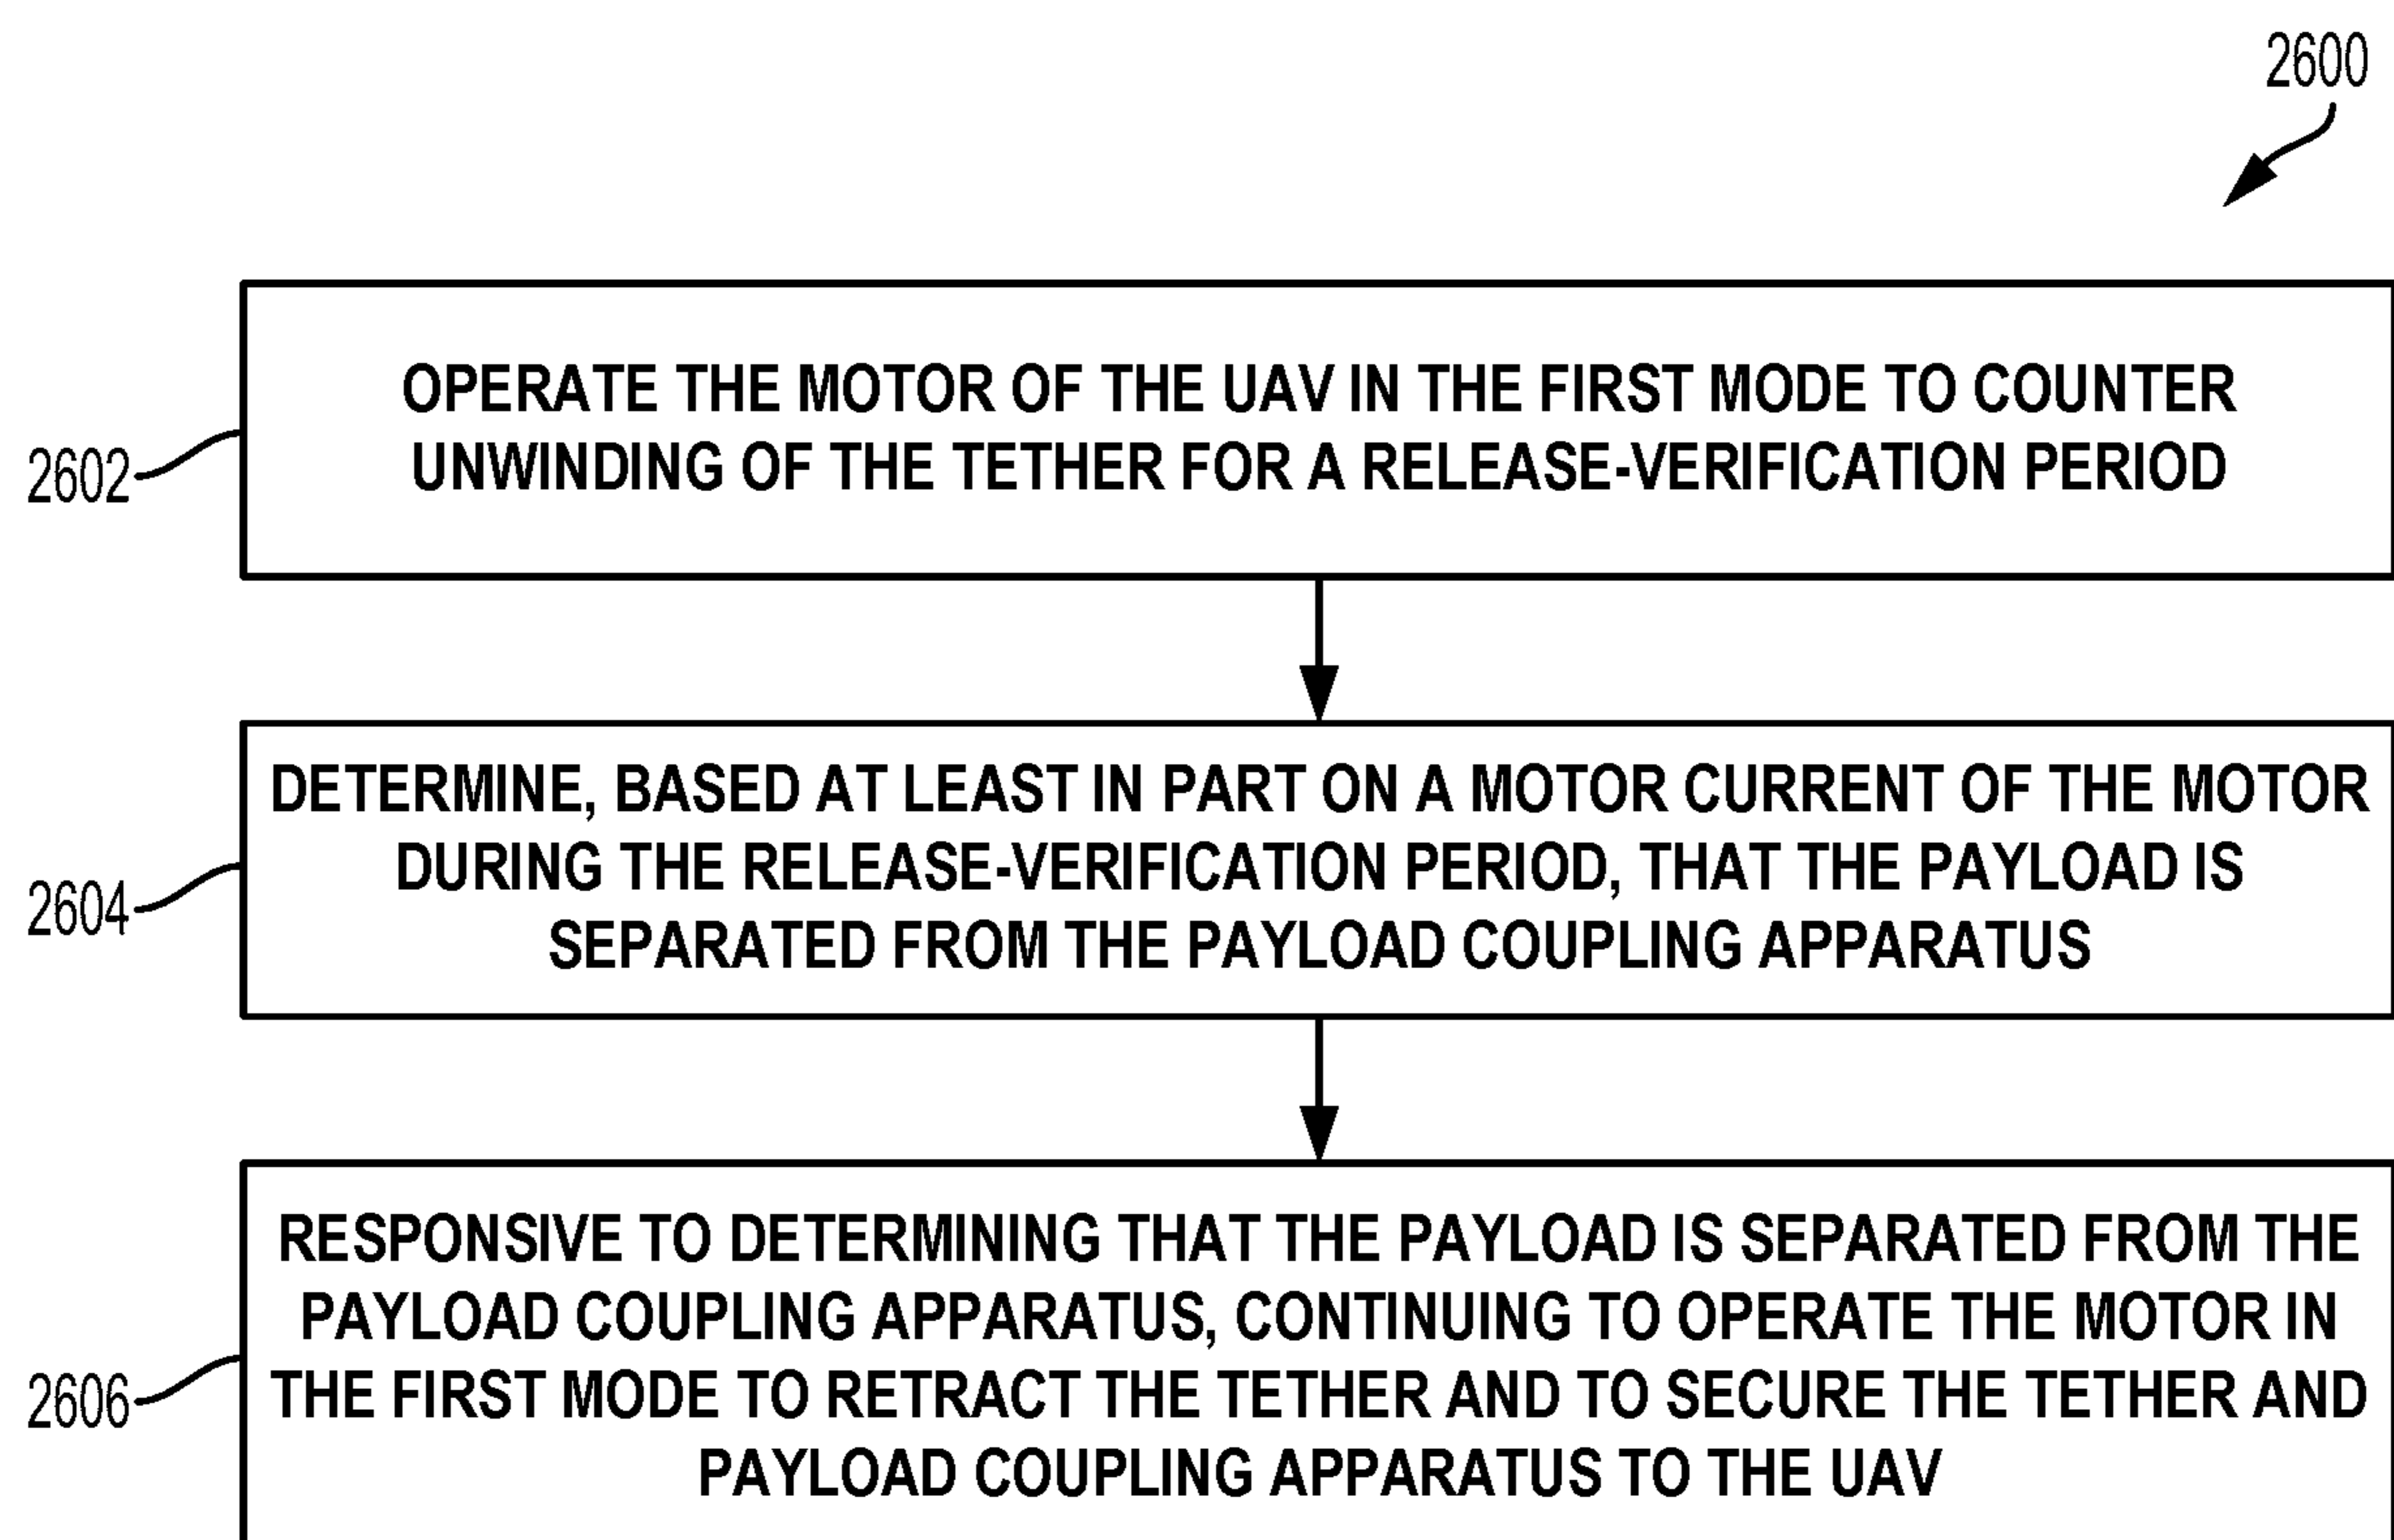 2600
OPERATE THE MOTOR OF THE UAV IN THE FIRST MODE TO COUNTER
UNWINDING OF THE TETHER FOR A RELEASE-VERIFICATION PERIOD
2602
DETERMINE, BASED AT LEAST IN PART ON A MOTOR CURRENT OF THE MOTOR
DURING THE RELEASE-VERIFICATION PERIOD, THAT THE PAYLOAD IS
SEPARATED FROM THE PAYLOAD COUPLING APPARATUS
2604
RESPONSIVE TO DETERMINING THAT THE PAYLOAD IS SEPARATED FROM THE
PAYLOAD COUPLING APPARATUS, CONTINUING TO OPERATE THE MOTOR IN
THE FIRST MODE TO RETRACT THE TETHER AND TO SECURE THE TETHER AND
PAYLOAD COUPLING APPARATUS TO THE UAV
2606